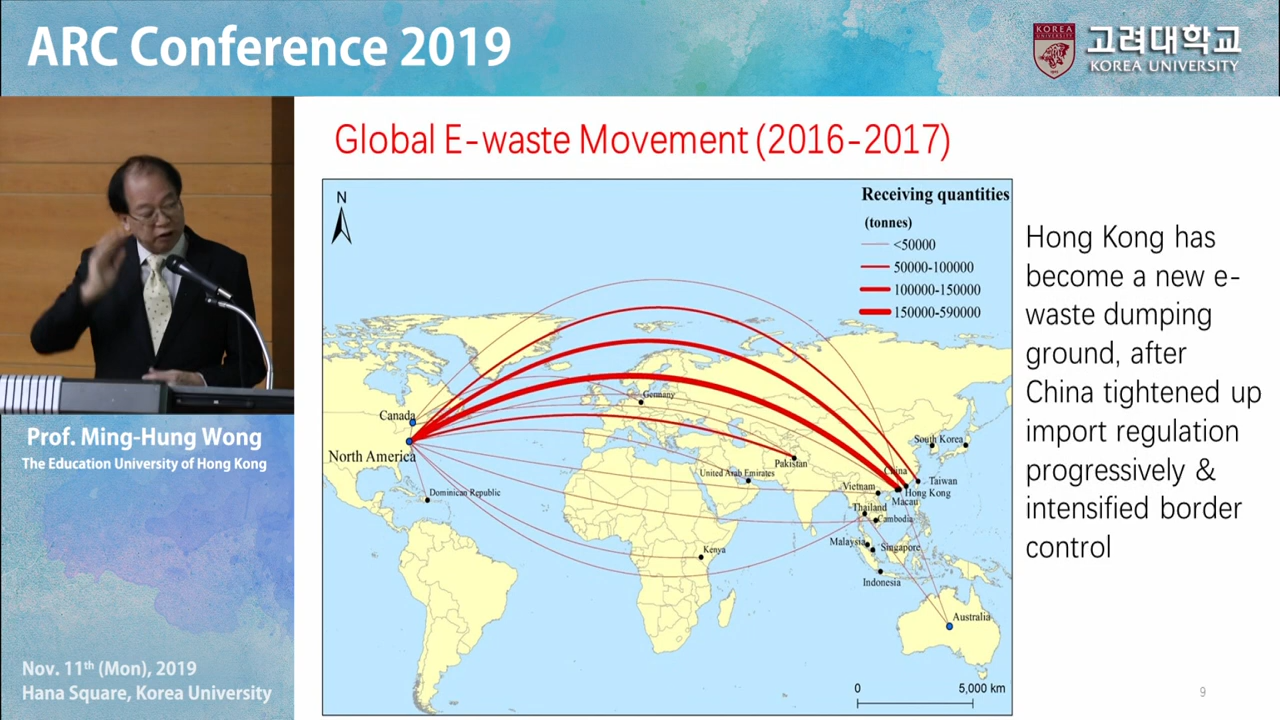 ARC Conference 2019
KOREA
UNIVERSITY
고려대학교
KOREA UNIVERSITY
Prof. Ming-Hung Wong
The Education University of Hong Kong
Nov. 11th (Mon), 2019
Hana Square, Korea University
Global E-waste Movement (2016-2017)
N
Receiving quantities
(tonnes)
<50000
50000-100000
100000-150000
150000-590000
Canada
North America
Dominican Republic
Germany
United Arab Emirates
Pakistan
Kenya
South Korea
China
Taiwan
Vietnam
Hong Kong
Macau
Thailand
Cambodia
Malaysia
Singapore
Indonesia
Australia
0
5,000 km
Hong Kong has
become a new e-
waste dumping
ground, after
China tightened up
import regulation
progressively &
intensified border
control
9